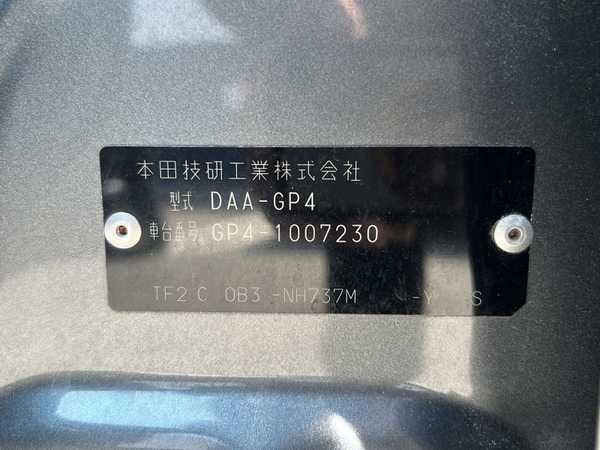 本田技研工業株式会社
型式 DAA-GP4
車台番号 GP4-1007230
TF2 C 0B3 -NH737M -Y S